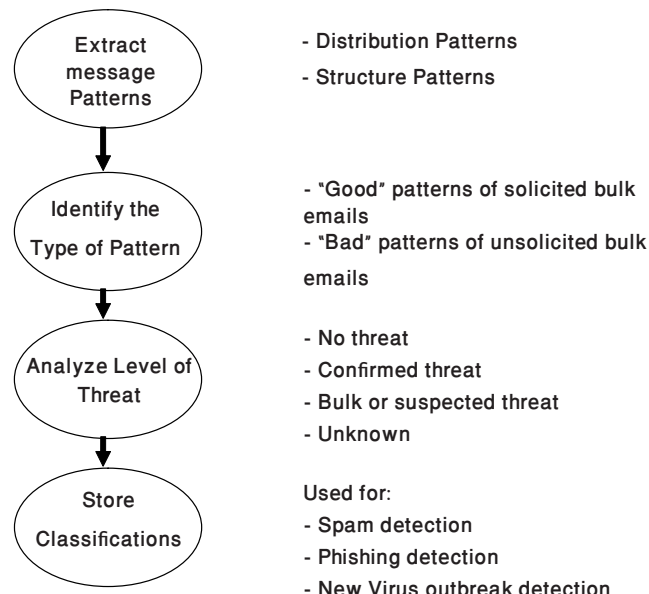 Extract
message
Patterns
- Distribution Patterns
- Structure Patterns
Identify the
Type of Pattern
- "Good" patterns of solicited bulk
emails
- "Bad" patterns of unsolicited bulk
emails
Analyze Level of
Threat
- No threat
- Confirmed threat
- Bulk or suspected threat
- Unknown
Store
Classifications
Used for:
- Spam detection
- Phishing detection
- New Virus outbreak detection